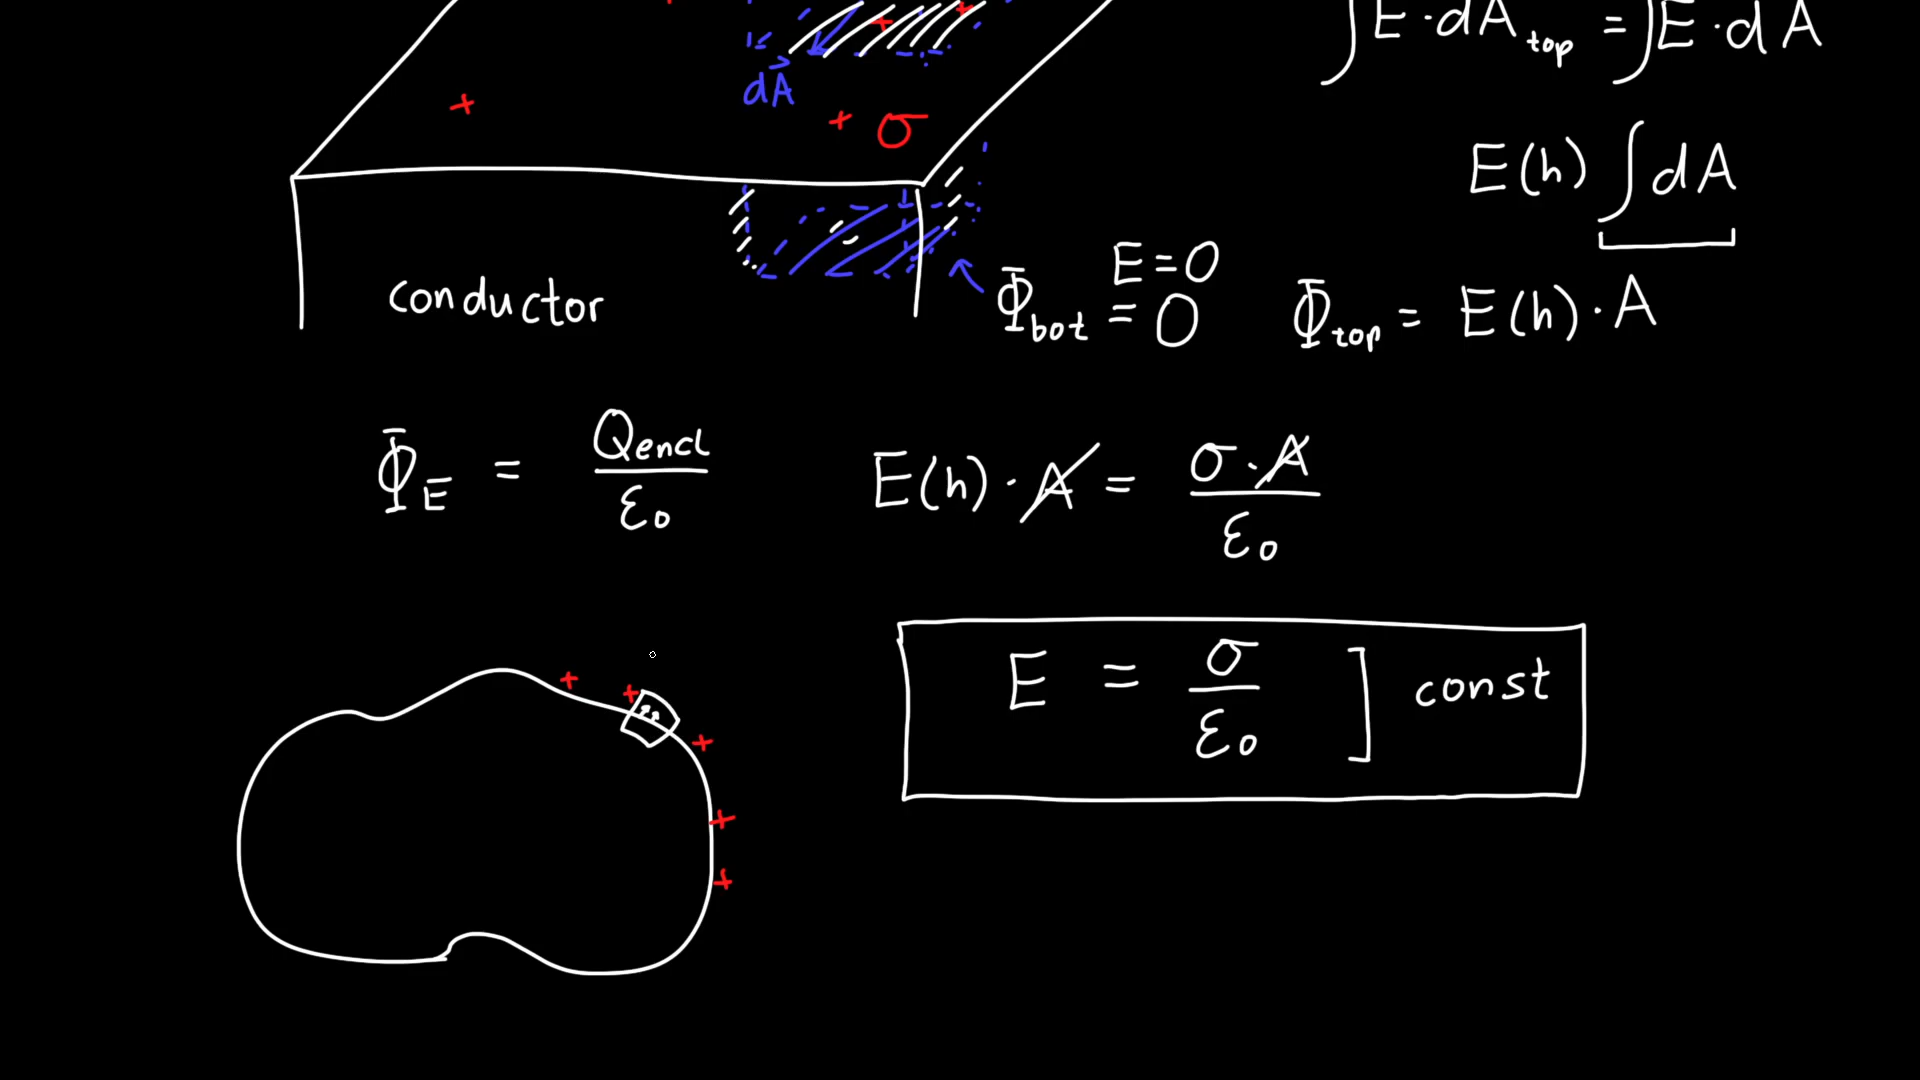 ∫E·dA_top = ∫E·dA
dA⃗
+ + σ
E(h) ∫dA
conductor
E=0
Φ_bot = 0
Φ_top = E(h)·A
Φ_E = Q_encl / ε₀
E(h)·A = σ·A / ε₀
E = σ / ε₀ ] const
+ + + + +